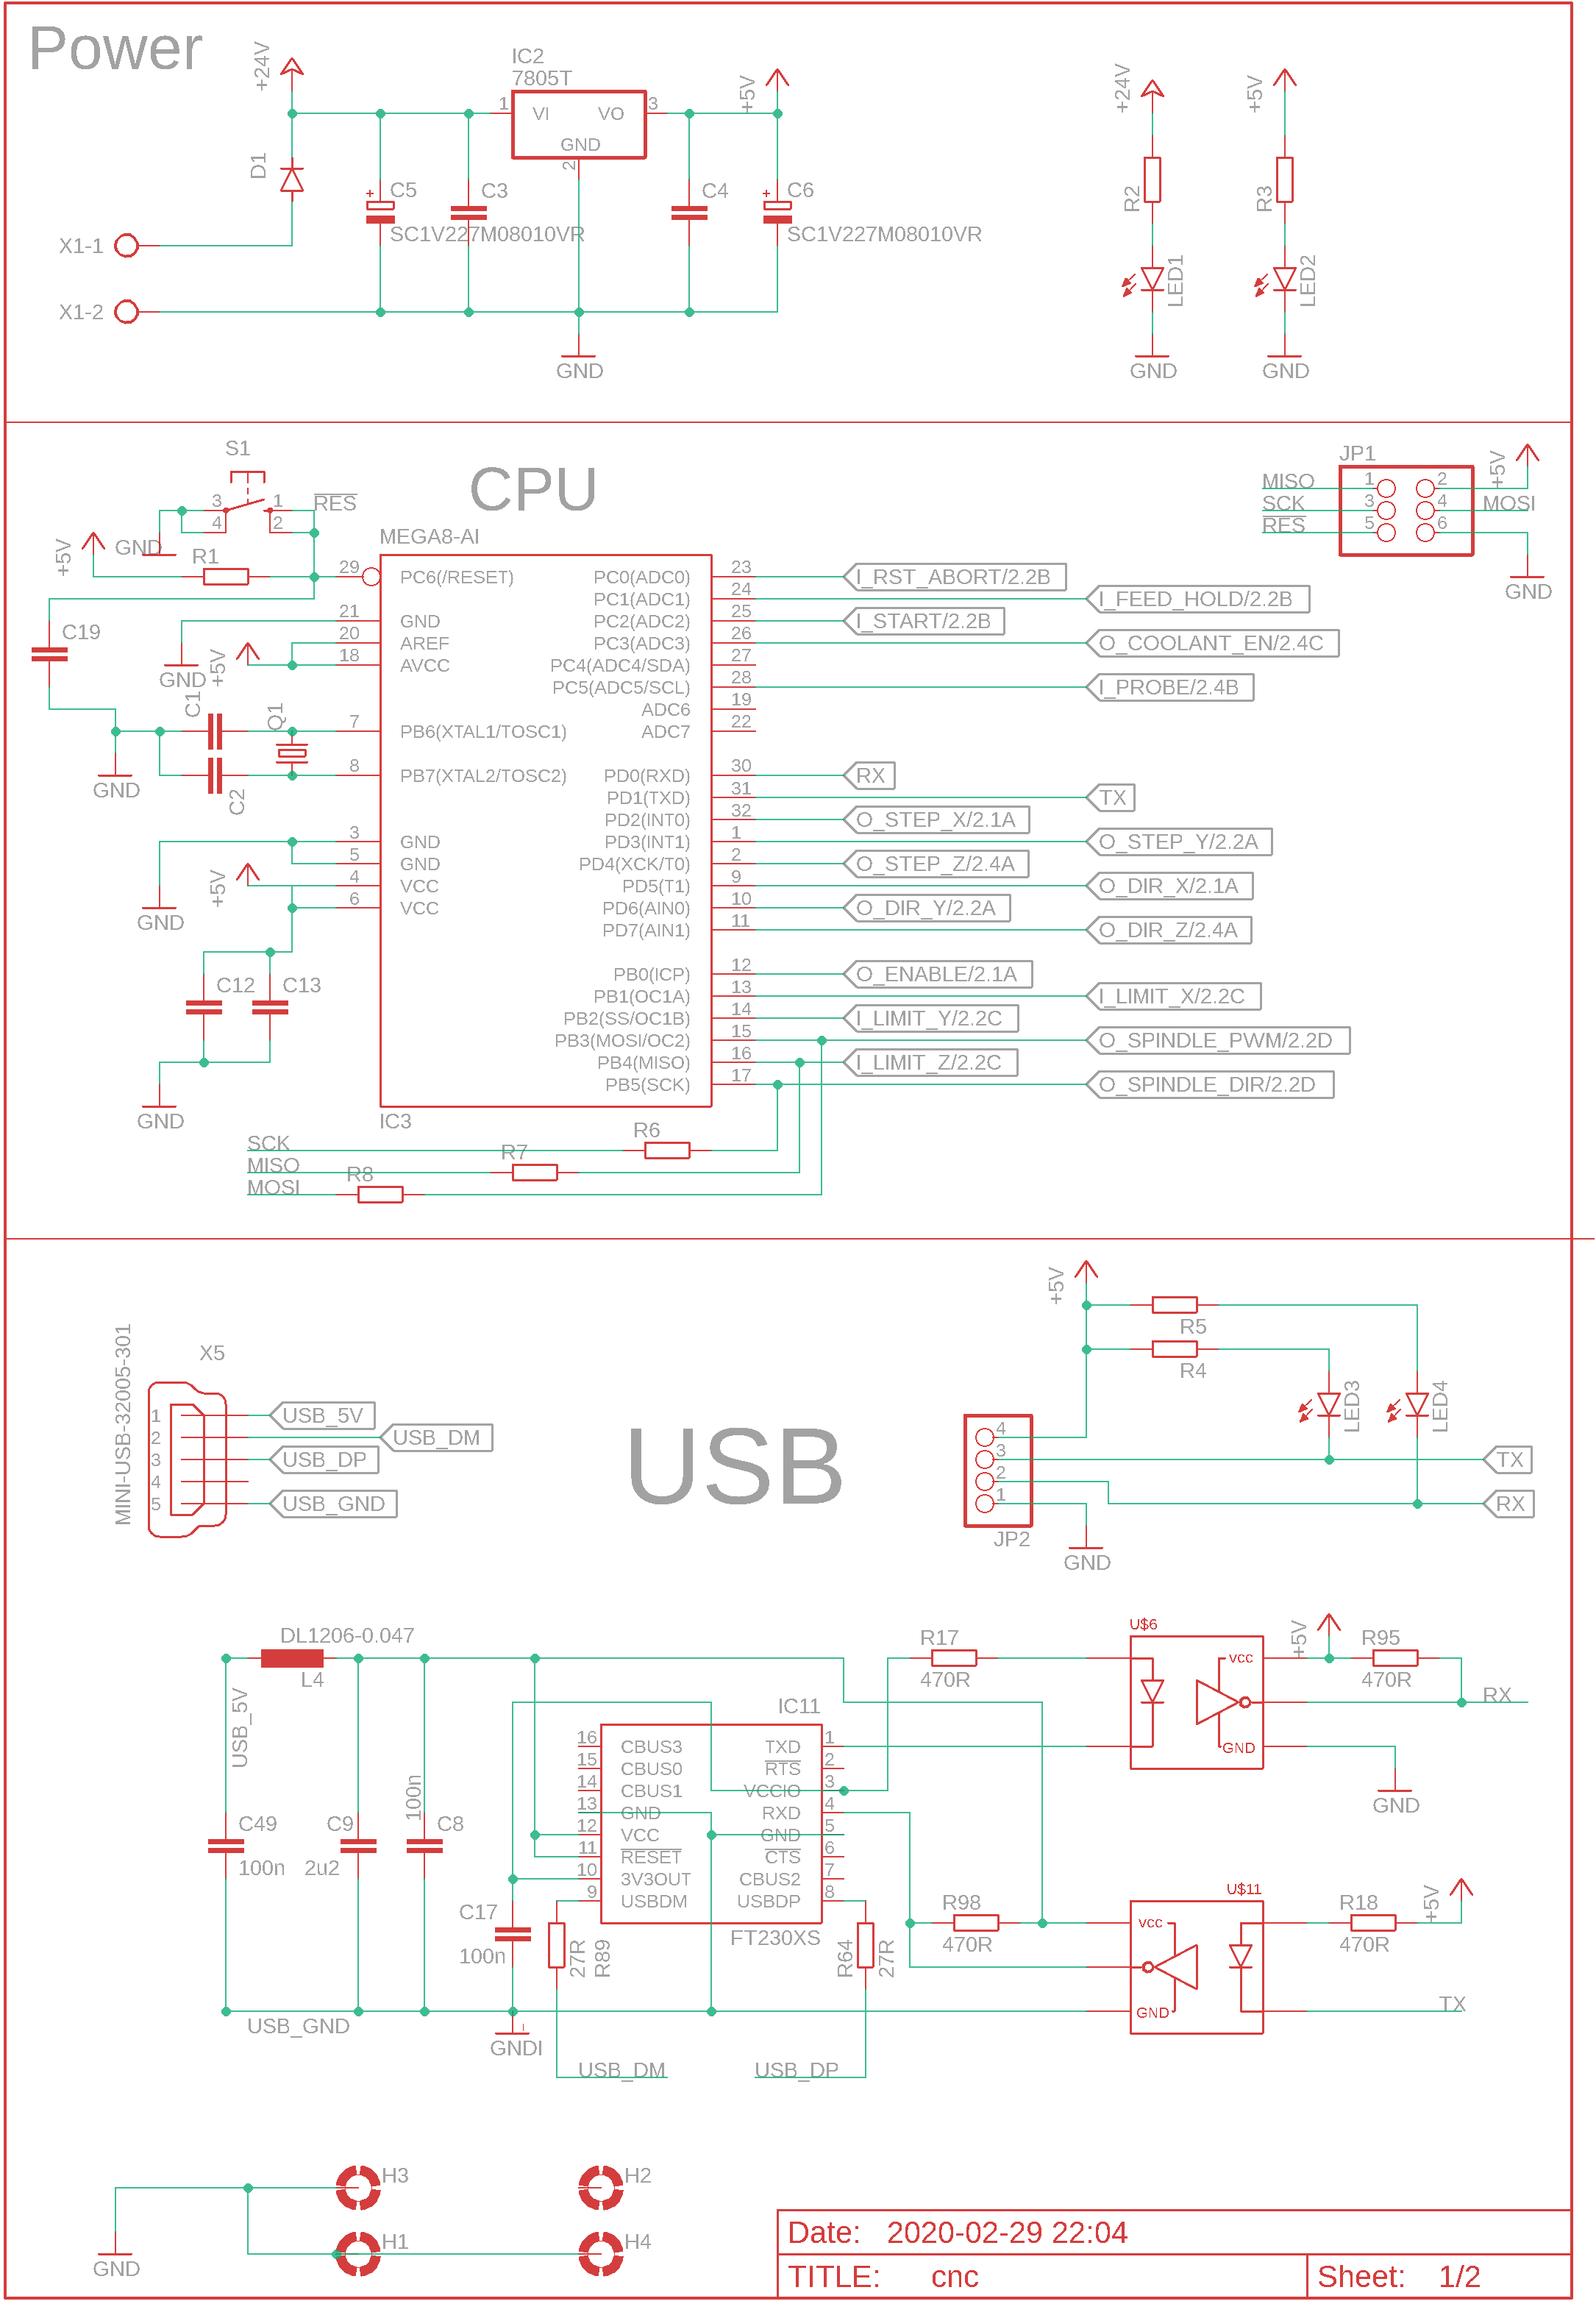 Power
+24V
IC2
7805T
1
VI
VO
3
GND
2
+5V
D1
+
C5
C3
SC1V227M08010VR
C4
+
C6
SC1V227M08010VR
X1-1
X1-2
GND
+24V
R2
LED1
GND
+5V
R3
LED2
GND
CPU
S1
3
4
1
2
RES
GND
+5V
R1
C19
GND
+5V
C1
Q1
C2
GND
GND
+5V
C12
C13
GND
MEGA8-AI
29 PC6(/RESET)
21 GND
20 AREF
18 AVCC
7 PB6(XTAL1/TOSC1)
8 PB7(XTAL2/TOSC2)
3 GND
5 GND
4 VCC
6 VCC
PC0(ADC0) 23 I_RST_ABORT/2.2B
PC1(ADC1) 24 I_FEED_HOLD/2.2B
PC2(ADC2) 25 I_START/2.2B
PC3(ADC3) 26 O_COOLANT_EN/2.4C
PC4(ADC4/SDA) 27
PC5(ADC5/SCL) 28 I_PROBE/2.4B
ADC6 19
ADC7 22
PD0(RXD) 30 RX
PD1(TXD) 31 TX
PD2(INT0) 32 O_STEP_X/2.1A
PD3(INT1) 1 O_STEP_Y/2.2A
PD4(XCK/T0) 2 O_STEP_Z/2.4A
PD5(T1) 9 O_DIR_X/2.1A
PD6(AIN0) 10 O_DIR_Y/2.2A
PD7(AIN1) 11 O_DIR_Z/2.4A
PB0(ICP) 12 O_ENABLE/2.1A
PB1(OC1A) 13 I_LIMIT_X/2.2C
PB2(SS/OC1B) 14 I_LIMIT_Y/2.2C
PB3(MOSI/OC2) 15 O_SPINDLE_PWM/2.2D
PB4(MISO) 16 I_LIMIT_Z/2.2C
PB5(SCK) 17 O_SPINDLE_DIR/2.2D
IC3
SCK R6
MISO R7
MOSI R8
JP1
MISO 1 2 +5V
SCK 3 4 MOSI
RES 5 6
GND
USB
MINI-USB-32005-301
X5
1 USB_5V
2 USB_DM
3 USB_DP
4
5 USB_GND
+5V
R5
R4
LED3
LED4
4
3
2
1
JP2
TX
RX
GND
DL1206-0.047
L4
USB_5V
C49
100n
C9
2u2
100n
C8
USB_GND
C17
100n
GNDI
IC11
16 CBUS3 TXD 1
15 CBUS0 RTS 2
14 CBUS1 VCCIO 3
13 GND RXD 4
12 VCC GND 5
11 RESET CTS 6
10 3V3OUT CBUS2 7
9 USBDM USBDP 8
FT230XS
27R
R89
R64
27R
USB_DM
USB_DP
R17
470R
U$6
vcc
GND
+5V
R95
470R
RX
GND
R98
470R
U$11
vcc
GND
R18
470R
+5V
TX
H3
H2
H1
H4
GND
Date: 2020-02-29 22:04
TITLE: cnc
Sheet: 1/2